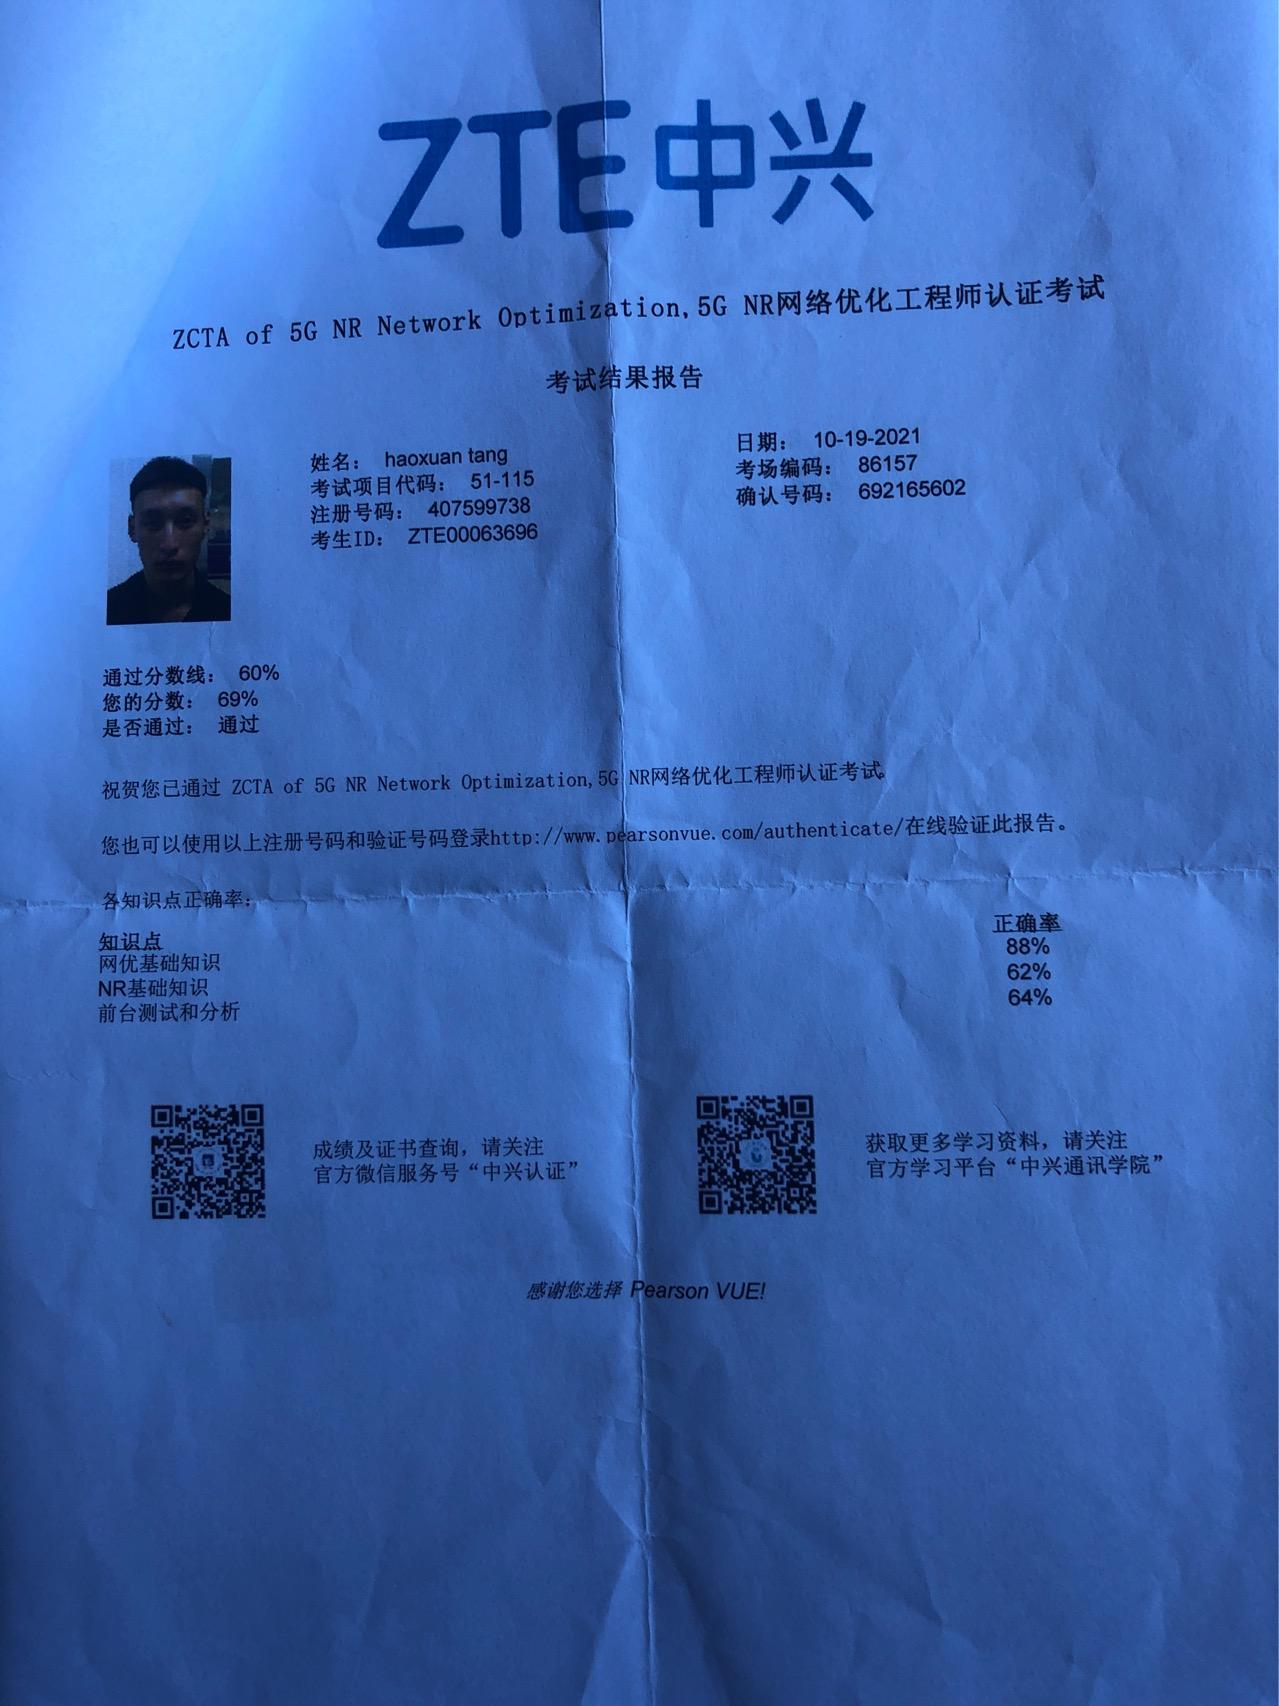 ZTE中兴
ZCTA of 5G NR Network Optimization,5G NR网络优化工程师认证考试
考试结果报告
姓名： haoxuan tang
考试项目代码： 51-115
注册号码： 407599738
考生ID： ZTE00063696
日期： 10-19-2021
考场编码： 86157
确认号码： 692165602
通过分数线： 60%
您的分数： 69%
是否通过： 通过
祝贺您已通过 ZCTA of 5G NR Network Optimization,5G NR网络优化工程师认证考试。
您也可以使用以上注册号码和验证号码登录http://www.pearsonvue.com/authenticate/在线验证此报告。
各知识点正确率：
知识点 正确率
网优基础知识 88%
NR基础知识 62%
前台测试和分析 64%
成绩及证书查询，请关注
官方微信服务号“中兴认证”
获取更多学习资料，请关注
官方学习平台“中兴通讯学院”
感谢您选择 Pearson VUE!